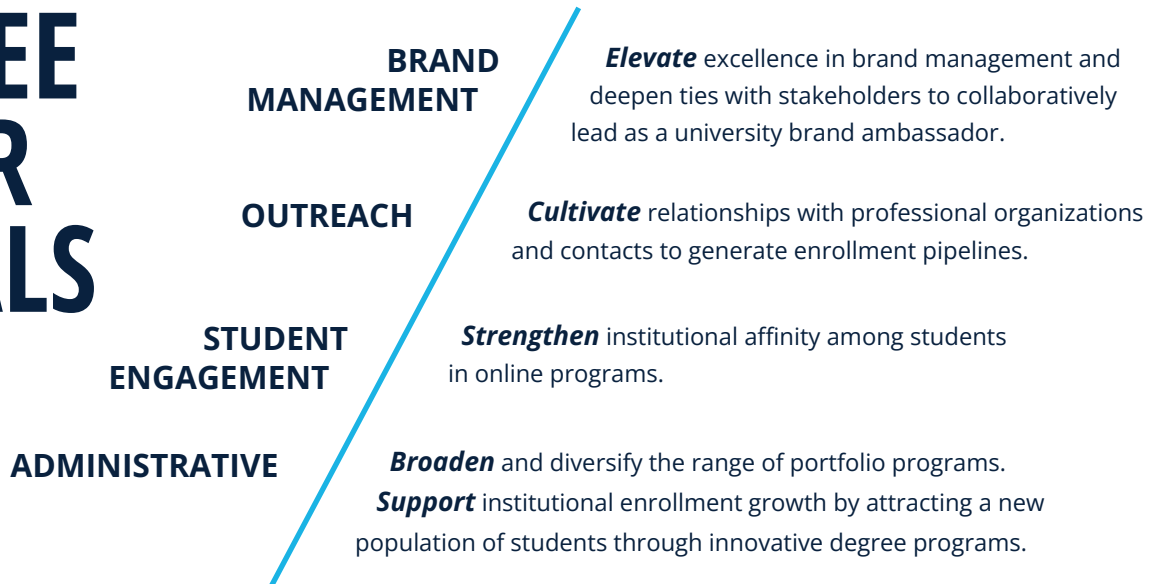 EE
R
ALS
BRAND
MANAGEMENT
Elevate excellence in brand management and
deepen ties with stakeholders to collaboratively
lead as a university brand ambassador.
OUTREACH
Cultivate relationships with professional organizations
and contacts to generate enrollment pipelines.
STUDENT
ENGAGEMENT
Strengthen institutional affinity among students
in online programs.
ADMINISTRATIVE
Broaden and diversify the range of portfolio programs.
Support institutional enrollment growth by attracting a new
population of students through innovative degree programs.